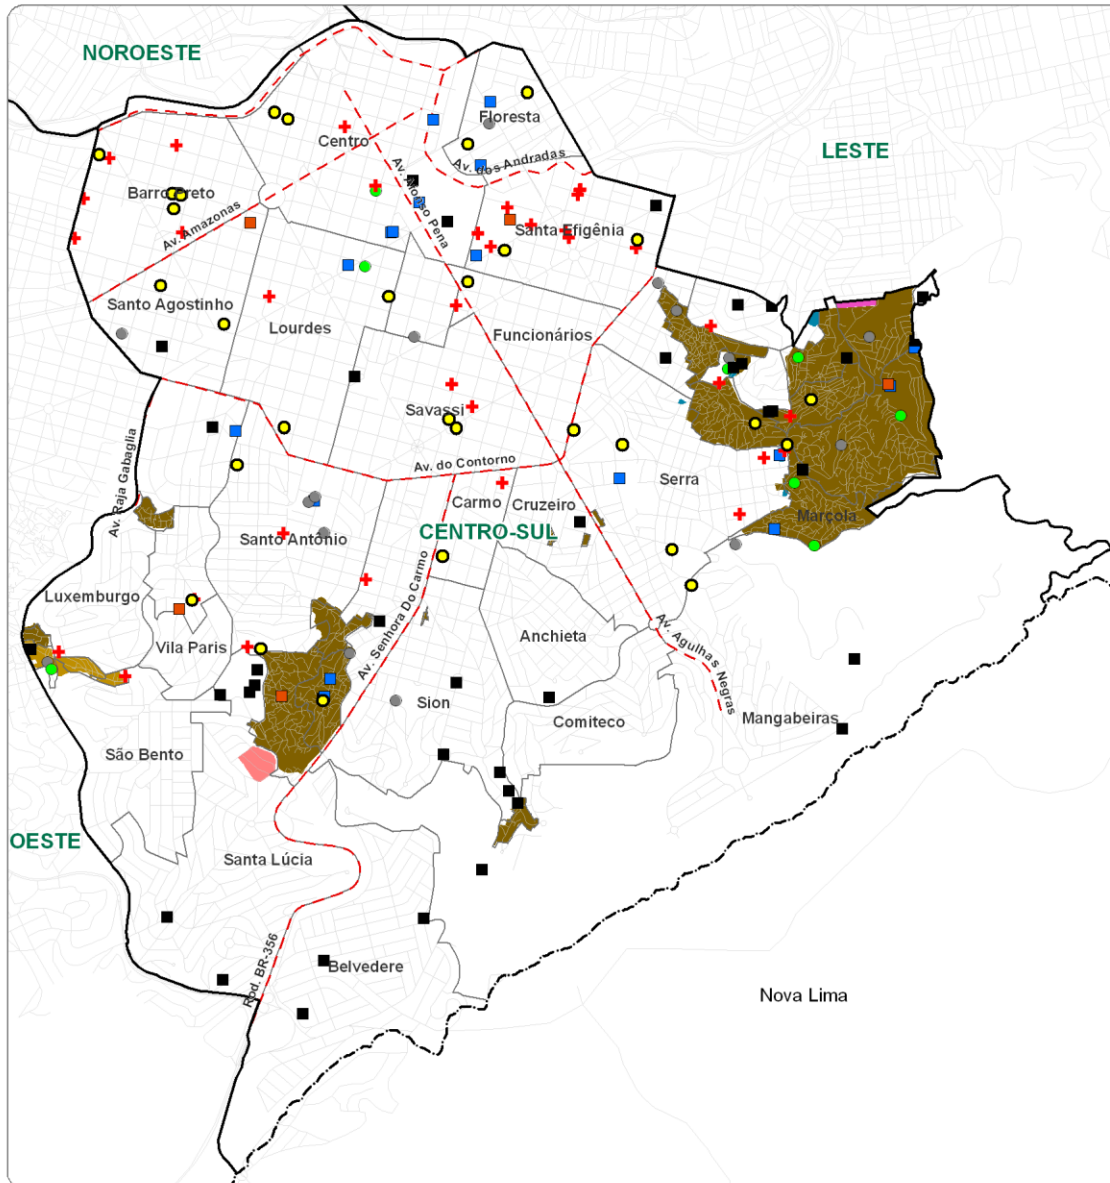 NOROESTE
Floresta
Centro
LESTE
Av. dos Andradas
Av. Afonso Pena
Barro Preto
Av. Amazonas
Santa Efigênia
Santo Agostinho
Lourdes
Funcionários
Savassi
Av. do Contorno
Av. Raja Gabaglia
Serra
Carmo
Cruzeiro
Marçola
CENTRO-SUL
Santo Antônio
Luxemburgo
Av. Senhora Do Carmo
Anchieta
Vila Paris
Av. Agulhas Negras
Sion
Comiteco
Mangabeiras
São Bento
OESTE
Santa Lúcia
Rod. BR-356
Belvedere
Nova Lima